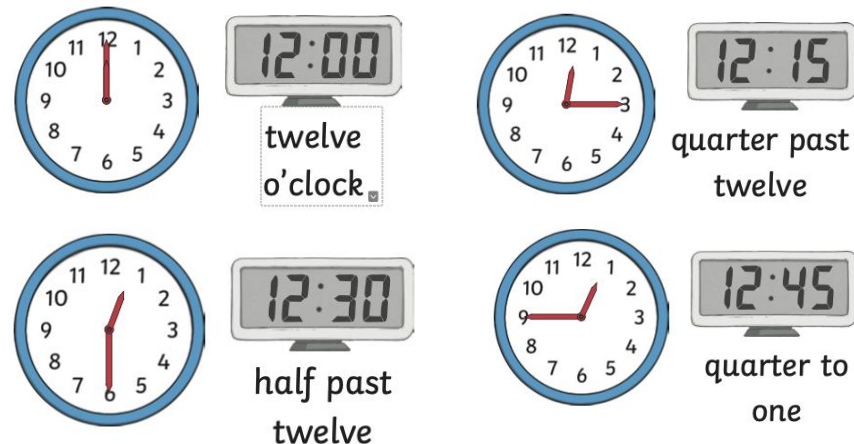 12 1 2 3 4 5 6 7 8 9 10 11
12:00
twelve
o'clock
12 1 2 3 4 5 6 7 8 9 10 11
12:15
quarter past
twelve
12 1 2 3 4 5 6 7 8 9 10 11
12:30
half past
twelve
12 1 2 3 4 5 6 7 8 9 10 11
12:45
quarter to
one